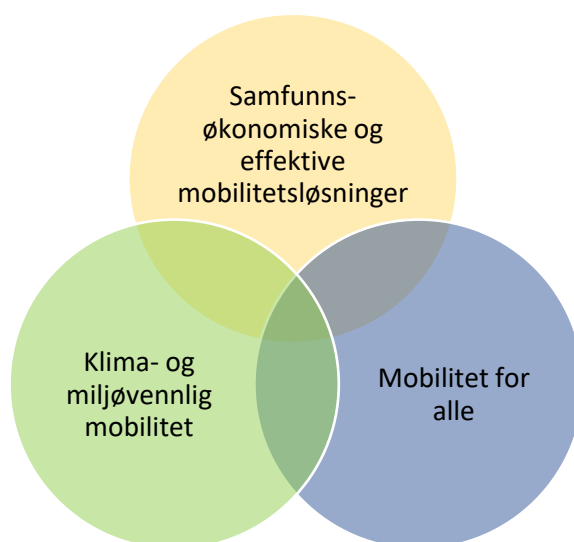 Samfunns-
økonomiske og
effektive
mobilitetsløsninger
Klima- og
miljøvennlig
mobilitet
Mobilitet for
alle